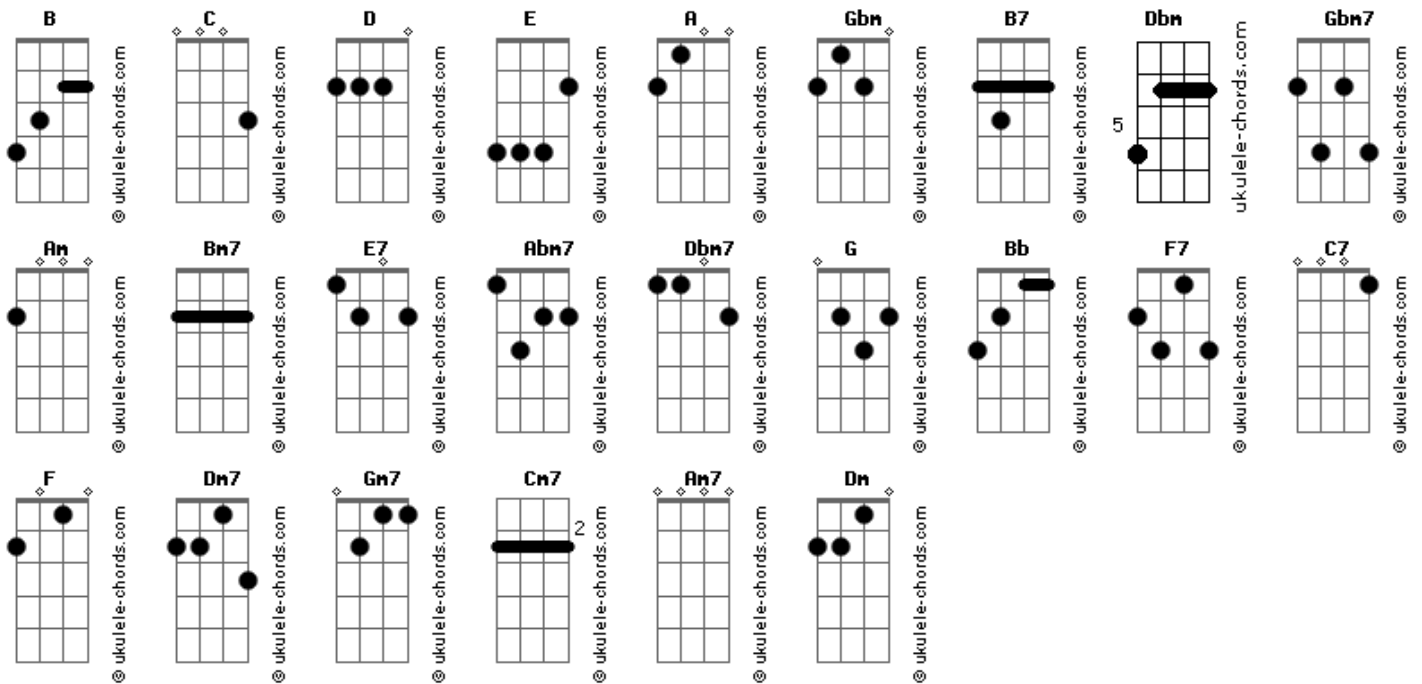 B C D E A Gbm B7 Dbm Gbm7
© ukulele-chords.com © ukulele-chords.com © ukulele-chords.com © ukulele-chords.com © ukulele-chords.com © ukulele-chords.com © ukulele-chords.com 5 ukulele-chords.com © ukulele-chords.com
Am Bm7 E7 Abm7 Dbm7 G Bb F7 C7
© ukulele-chords.com © ukulele-chords.com © ukulele-chords.com © ukulele-chords.com © ukulele-chords.com © ukulele-chords.com © ukulele-chords.com © ukulele-chords.com © ukulele-chords.com
F Dm7 Gm7 Cm7 Am7 Dm
© ukulele-chords.com © ukulele-chords.com © ukulele-chords.com 2 © ukulele-chords.com © ukulele-chords.com © ukulele-chords.com